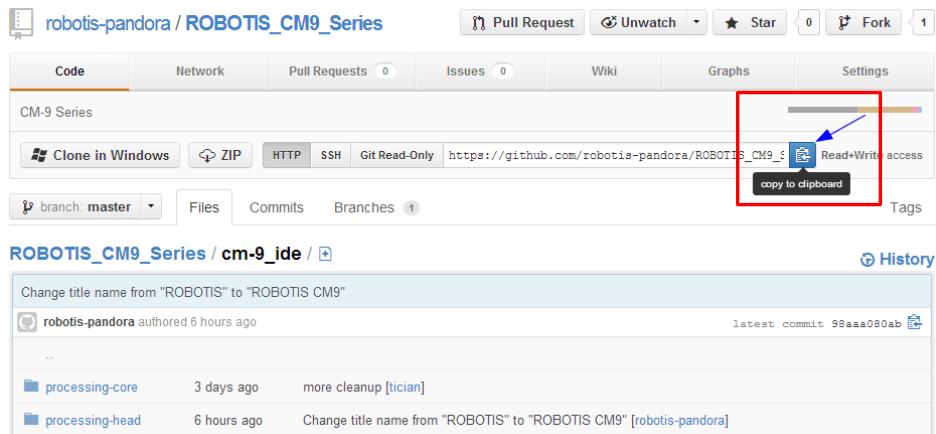 robotis-pandora / ROBOTIS_CM9_Series Pull Request Unwatch Star 0 Fork 1
Code Network Pull Requests 0 Issues 0 Wiki Graphs Settings
CM-9 Series
Clone in Windows ZIP HTTP SSH Git Read-Only https://github.com/robotis-pandora/ROBOTIS_CM9_S Read+Write access
copy to clipboard
branch: master Files Commits Branches 1 Tags
ROBOTIS_CM9_Series / cm-9_ide / History
Change title name from "ROBOTIS" to "ROBOTIS CM9"
robotis-pandora authored 6 hours ago latest commit 98aaa080ab
..
processing-core 3 days ago more cleanup [tician]
processing-head 6 hours ago Change title name from "ROBOTIS" to "ROBOTIS CM9" [robotis-pandora]